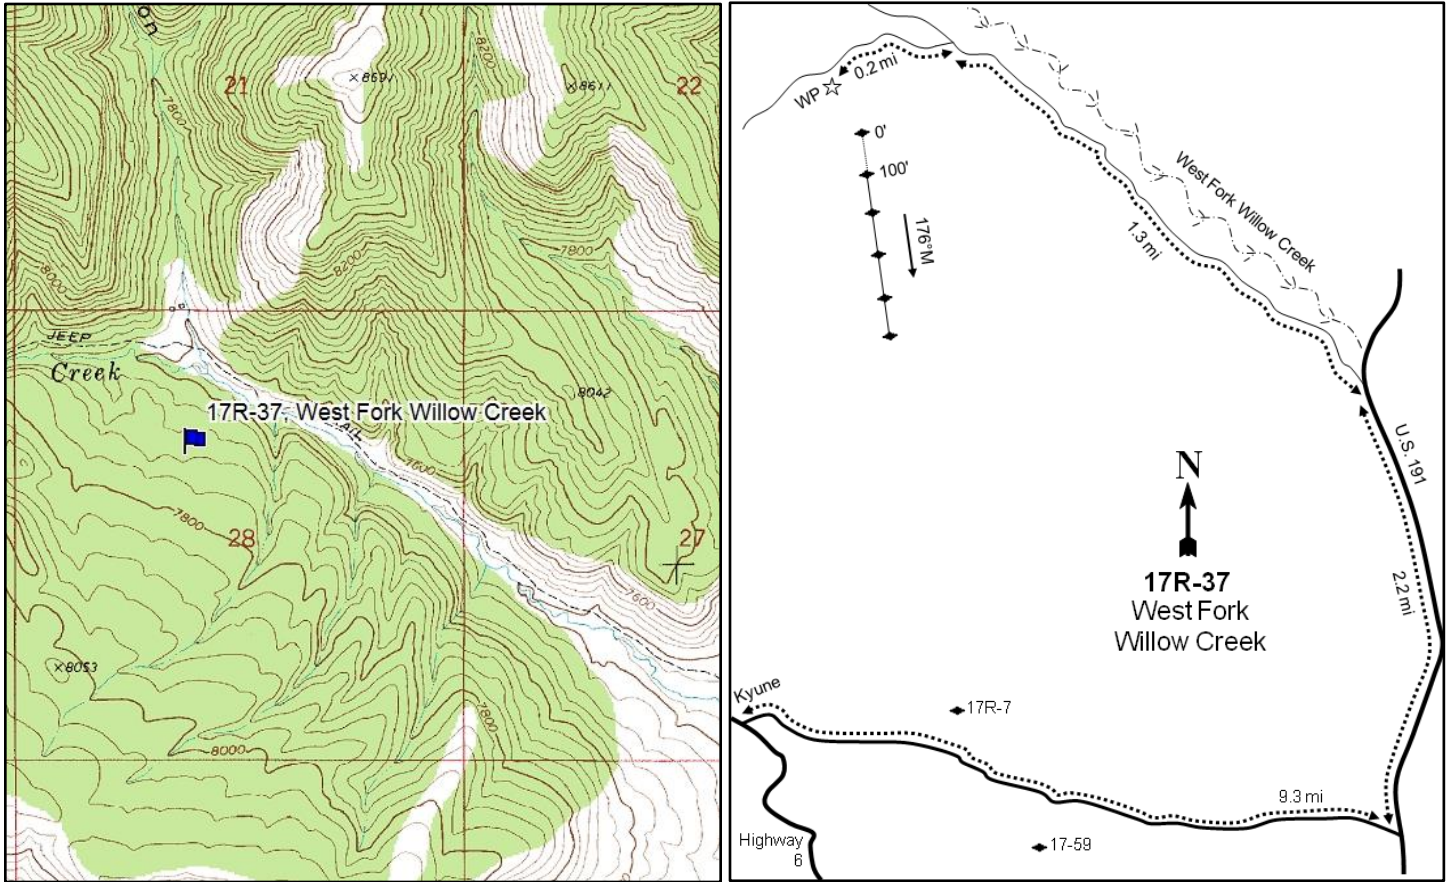 on
21
8691
8200
8611
22
7800
7800
8000
8200
JEEP
Creek
8042
17R-37, West Fork Willow Creek
AIL
7600
7800
28
27
7600
8053
7800
8000
0.2 mi
WP
0'
100'
176°M
West Fork Willow Creek
1.3 mi
U.S. 191
N
17R-37
West Fork
Willow Creek
2.2 mi
Kyune
17R-7
9.3 mi
Highway
6
17-59